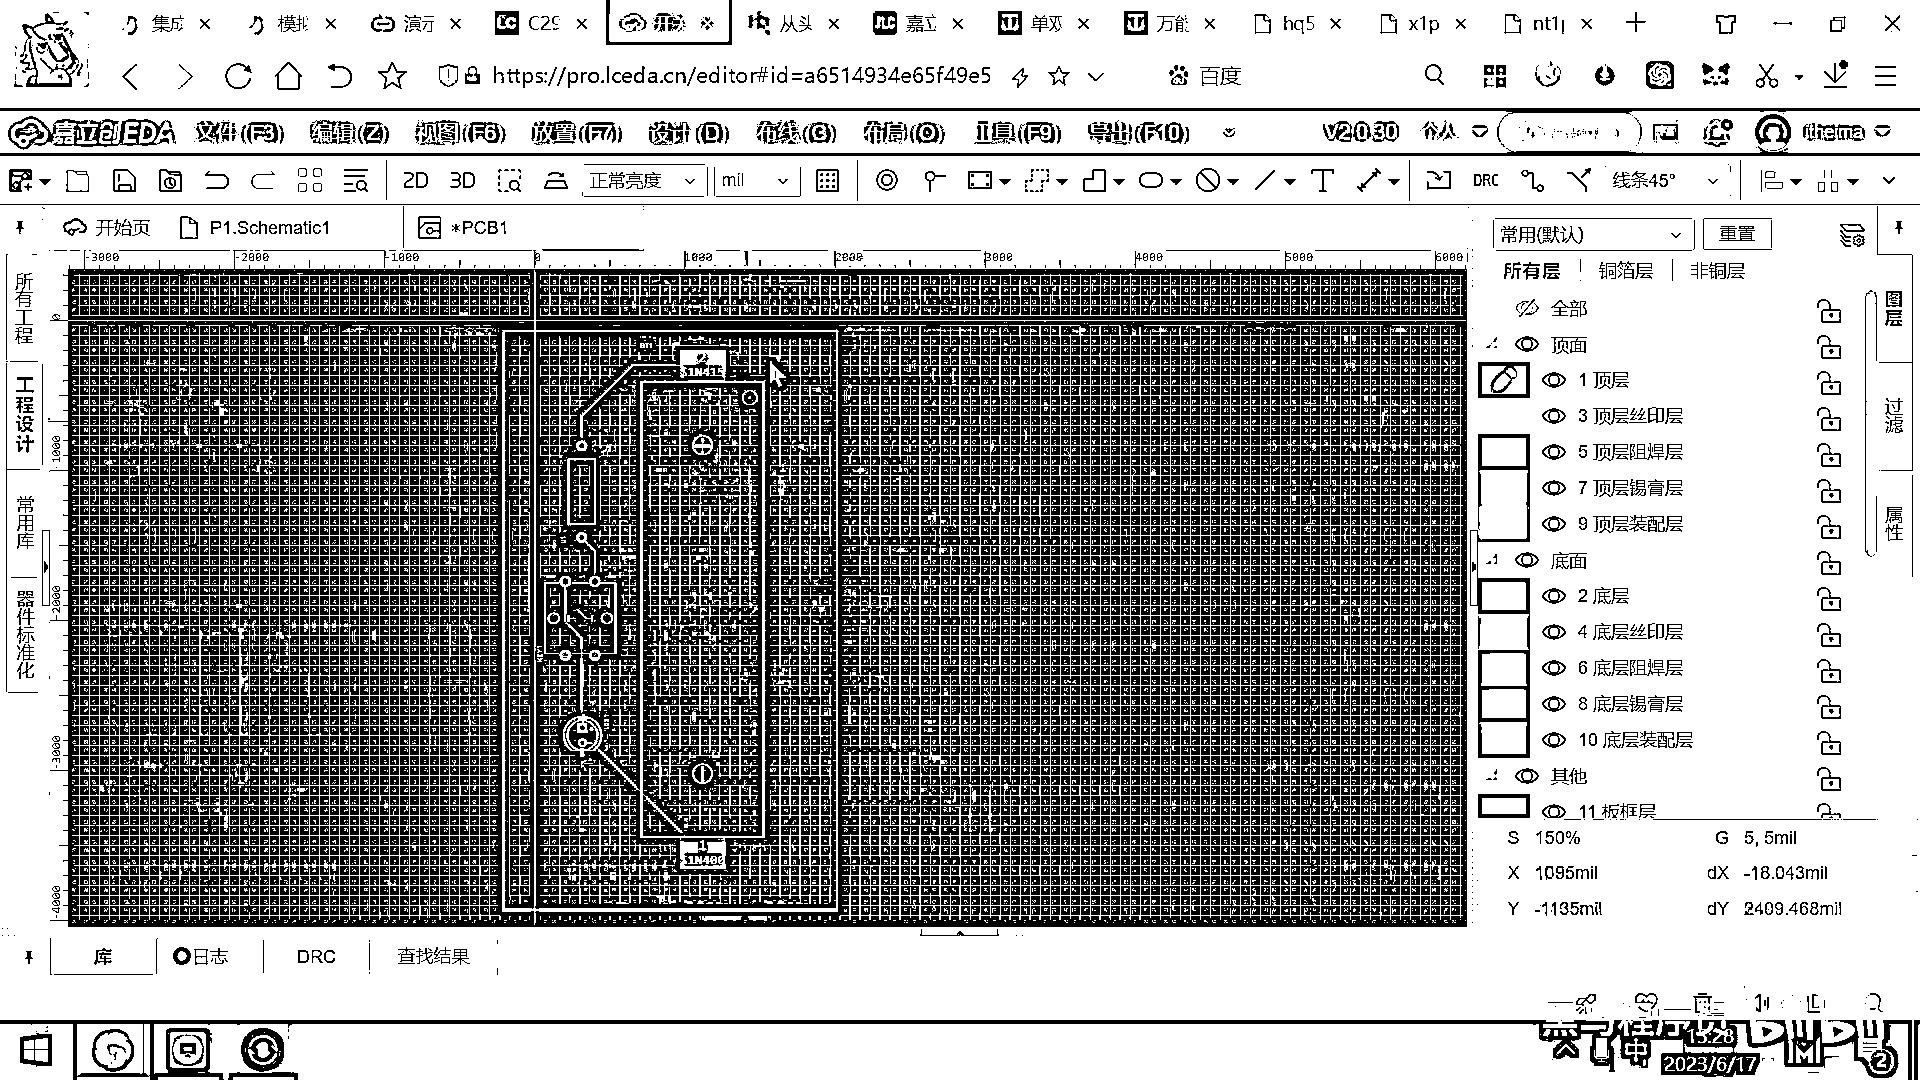 集成 模拟 演示 C29 开始 从头 嘉立 单双 万能 hq5 x1p nt1
https://pro.lceda.cn/editor#id=a6514934e65f49e5 百度
嘉立创EDA 文件(F3) 编辑(Z) 视图(F6) 放置(F7) 设计(D) 布线(G) 布局(O) 工具(F9) 导出(F10) V2.0.30 个人 ithema
2D 3D 正常亮度 mil DRC 线条45°
开始页 P1.Schematic1 *PCB1
常用(默认) 重置
所有层 铜箔层 非铜层
-3000 -2000 -1000 0 1000 2000 3000 4000 5000 6000
所有工程
工程设计
常用库
器件标准化
0
-1000
-2000
-3000
-4000
全部
顶面
1 顶层
3 顶层丝印层
5 顶层阻焊层
7 顶层锡膏层
9 顶层装配层
底面
2 底层
4 底层丝印层
6 底层阻焊层
8 底层锡膏层
10 底层装配层
其他
11 板框层
图层
过滤
属性
S 150% G 5, 5mil
X 1095mil dX -18.043mil
Y -1135mil dY 2409.468mil
库 日志 DRC 查找结果
中 15:28
2023/6/17
2